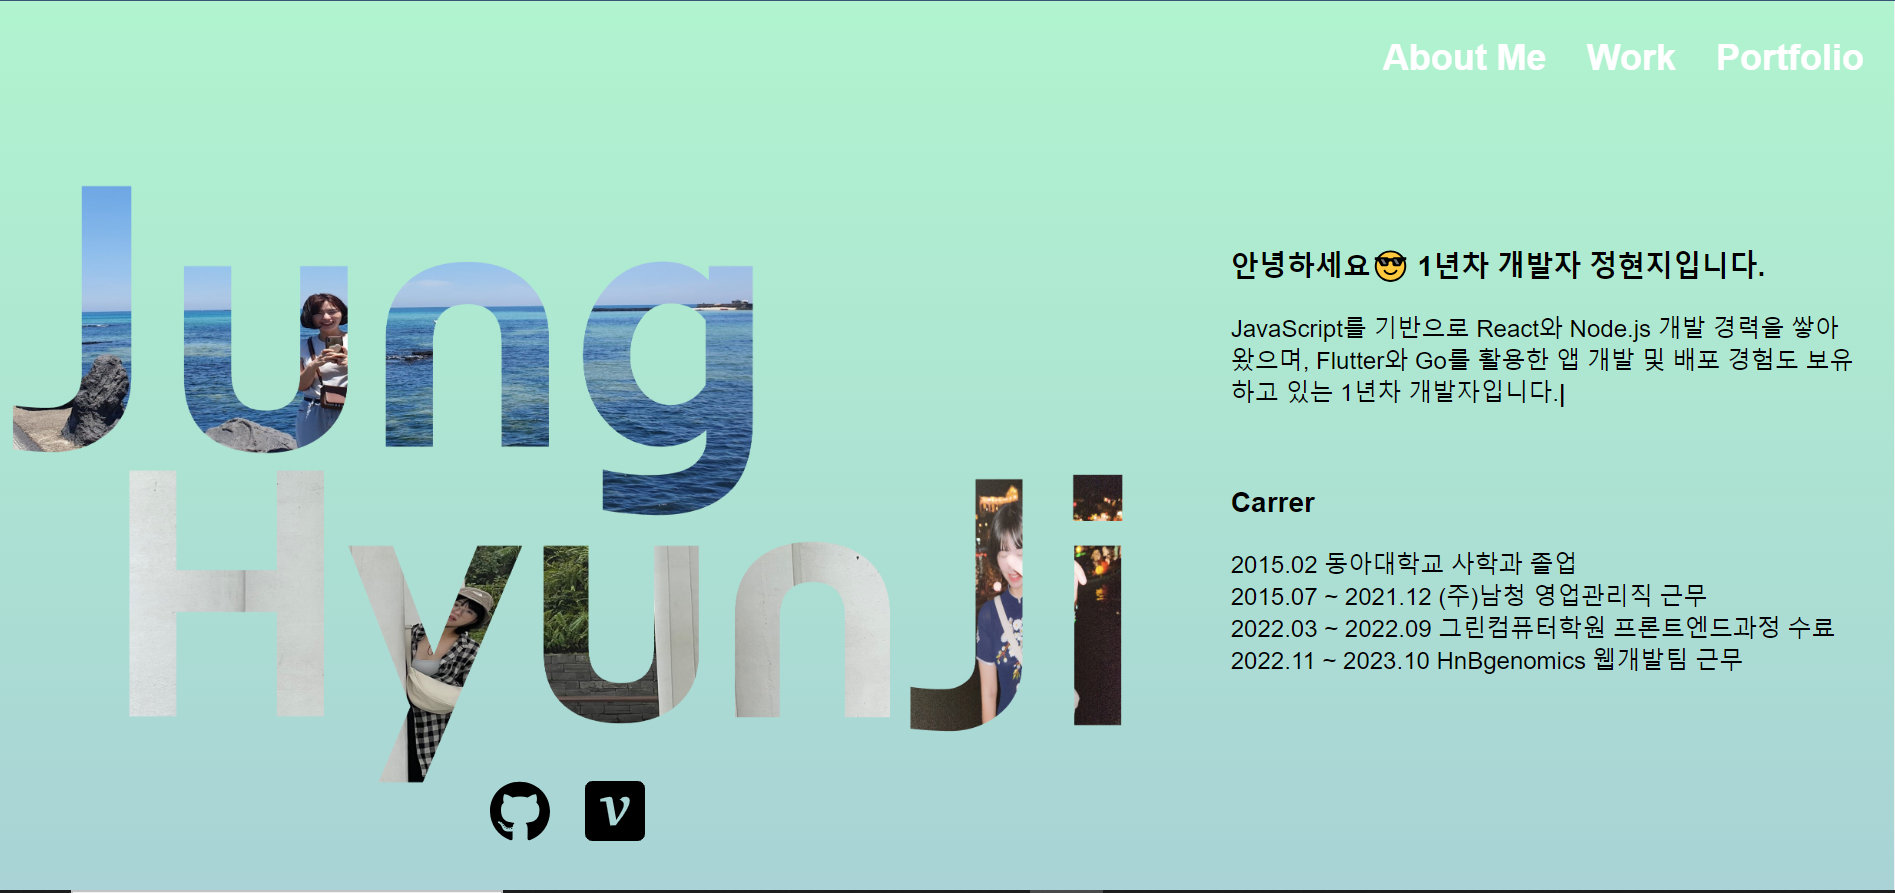 About Me Work Portfolio
Jung
HyunJi
안녕하세요😎 1년차 개발자 정현지입니다.
JavaScript를 기반으로 React와 Node.js 개발 경력을 쌓아
왔으며, Flutter와 Go를 활용한 앱 개발 및 배포 경험도 보유
하고 있는 1년차 개발자입니다.|
Carrer
2015.02 동아대학교 사학과 졸업
2015.07 ~ 2021.12 (주)남청 영업관리직 근무
2022.03 ~ 2022.09 그린컴퓨터학원 프론트엔드과정 수료
2022.11 ~ 2023.10 HnBgenomics 웹개발팀 근무
v